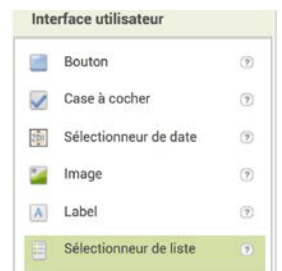 Interface utilisateur
Bouton
Case à cocher
Sélectionneur de date
Image
Label
Sélectionneur de liste